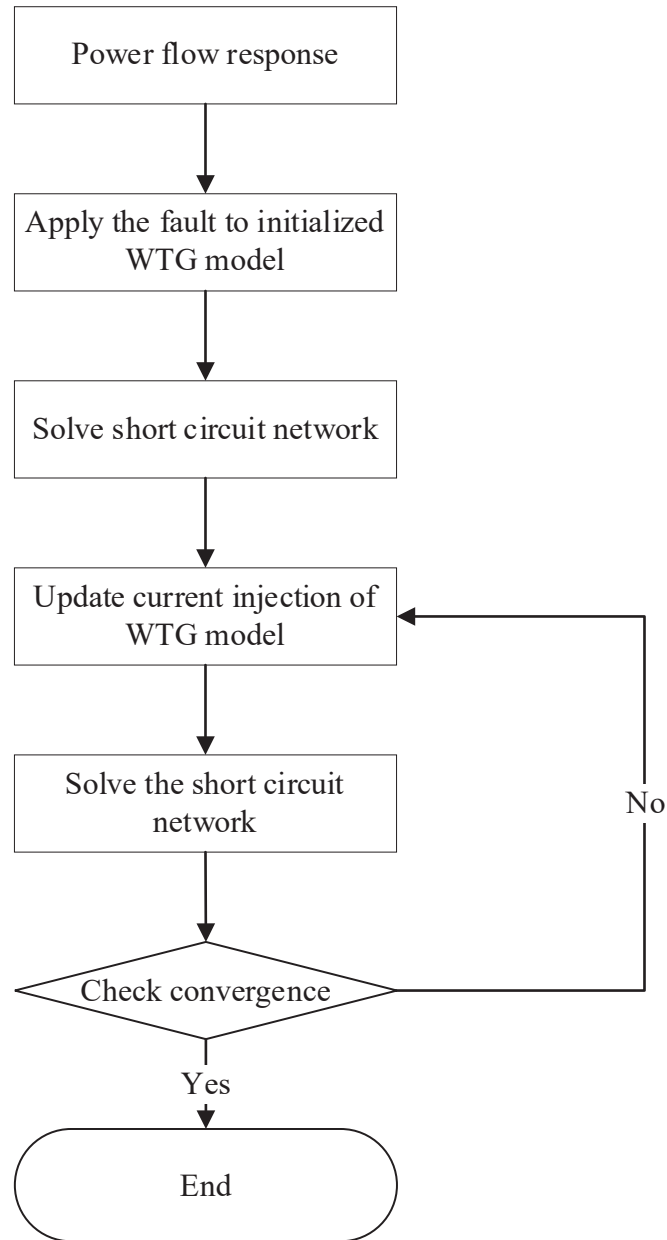 Power flow response
Apply the fault to initialized
WTG model
Solve short circuit network
Update current injection of
WTG model
Solve the short circuit
network
No
Check convergence
Yes
End